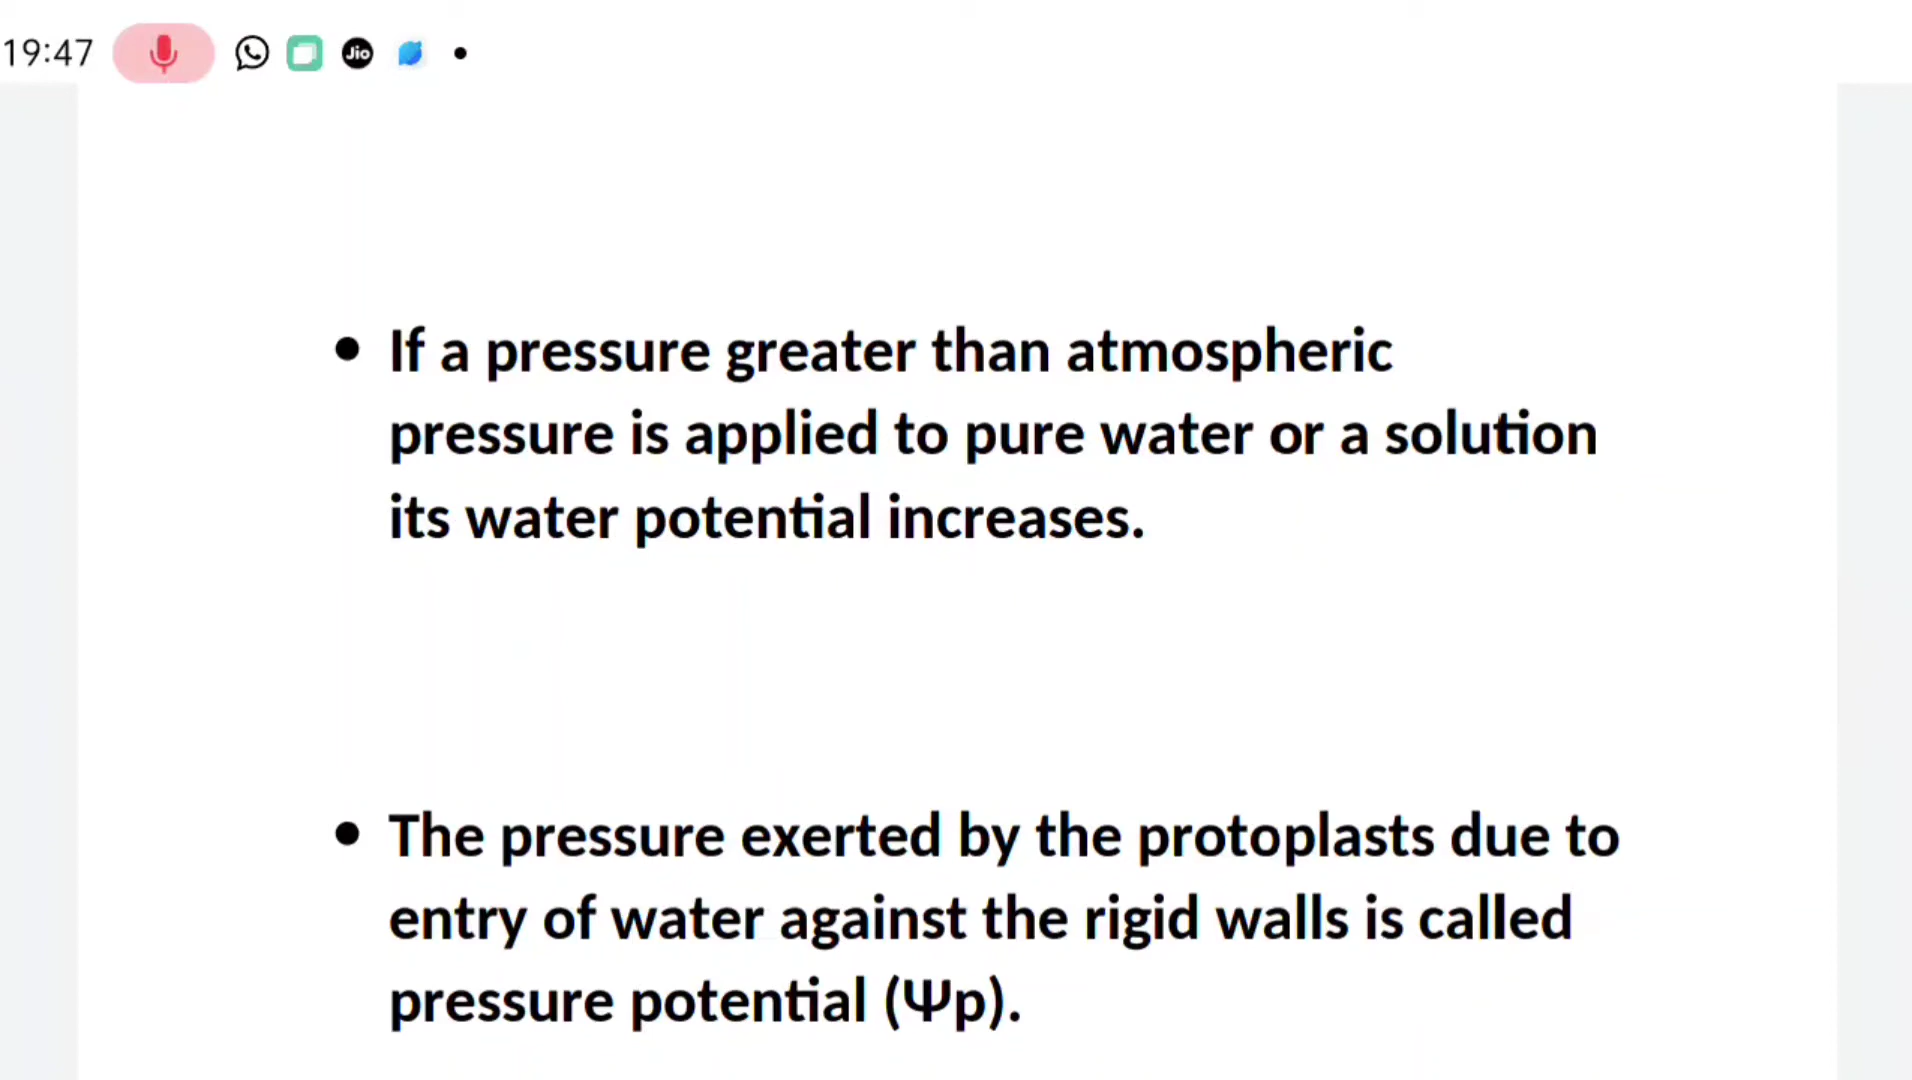 19:47 Jio
• If a pressure greater than atmospheric
pressure is applied to pure water or a solution
its water potential increases.
• The pressure exerted by the protoplasts due to
entry of water against the rigid walls is called
pressure potential (Ψp).